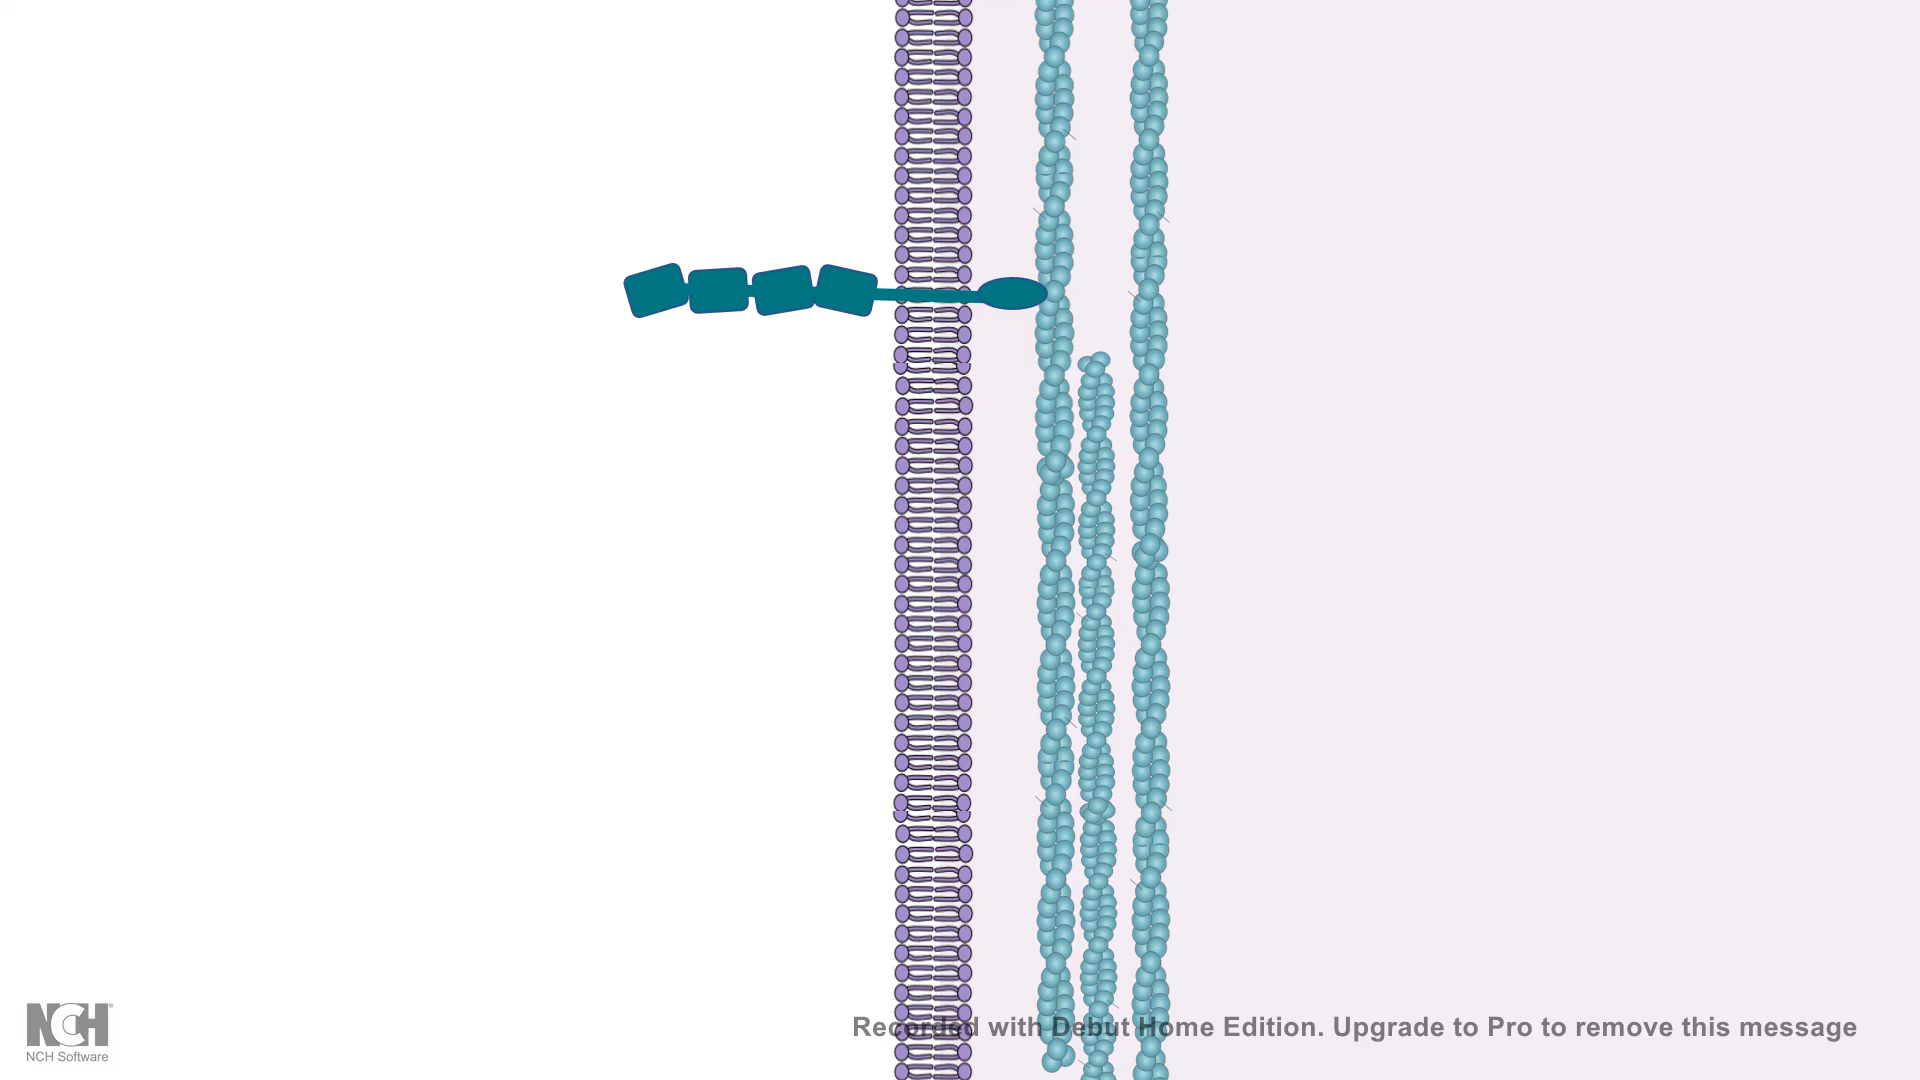 NCH®
NCH Software
Recorded with Debut Home Edition. Upgrade to Pro to remove this message